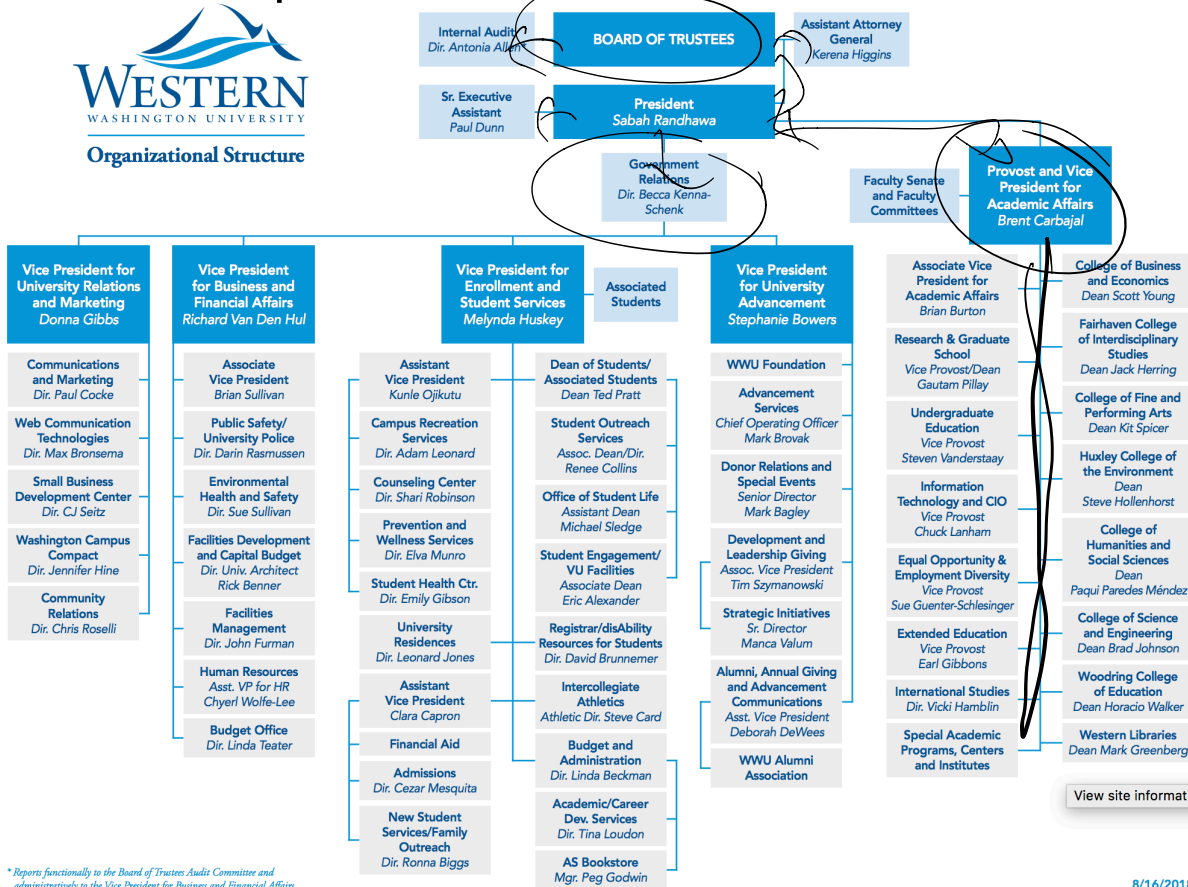 WESTERN
WASHINGTON UNIVERSITY
Organizational Structure
Internal Audit
Dir. Antonia Allen*
BOARD OF TRUSTEES
Assistant Attorney
General
Kerena Higgins
Sr. Executive
Assistant
Paul Dunn
President
Sabah Randhawa
Government
Relations
Dir. Becca Kenna-
Schenk
Faculty Senate
and Faculty
Committees
Provost and Vice
President for
Academic Affairs
Brent Carbajal
Vice President for
University Relations
and Marketing
Donna Gibbs
Communications
and Marketing
Dir. Paul Cocke
Web Communication
Technologies
Dir. Max Bronsema
Small Business
Development Center
Dir. CJ Seitz
Washington Campus
Compact
Dir. Jennifer Hine
Community
Relations
Dir. Chris Roselli
Vice President
for Business and
Financial Affairs
Richard Van Den Hul
Associate
Vice President
Brian Sullivan
Public Safety/
University Police
Dir. Darin Rasmussen
Environmental
Health and Safety
Dir. Sue Sullivan
Facilities Development
and Capital Budget
Dir. Univ. Architect
Rick Benner
Facilities
Management
Dir. John Furman
Human Resources
Asst. VP for HR
Chyerl Wolfe-Lee
Budget Office
Dir. Linda Teater
Vice President for
Enrollment and
Student Services
Melynda Huskey
Associated
Students
Assistant
Vice President
Kunle Ojikutu
Campus Recreation
Services
Dir. Adam Leonard
Counseling Center
Dir. Shari Robinson
Prevention and
Wellness Services
Dir. Elva Munro
Student Health Ctr.
Dir. Emily Gibson
University
Residences
Dir. Leonard Jones
Assistant
Vice President
Clara Capron
Financial Aid
Admissions
Dir. Cezar Mesquita
New Student
Services/Family
Outreach
Dir. Ronna Biggs
Dean of Students/
Associated Students
Dean Ted Pratt
Student Outreach
Services
Assoc. Dean/Dir.
Renee Collins
Office of Student Life
Assistant Dean
Michael Sledge
Student Engagement/
VU Facilities
Associate Dean
Eric Alexander
Registrar/disAbility
Resources for Students
Dir. David Brunnemer
Intercollegiate
Athletics
Athletic Dir. Steve Card
Budget and
Administration
Dir. Linda Beckman
Academic/Career
Dev. Services
Dir. Tina Loudon
AS Bookstore
Mgr. Peg Godwin
Vice President
for University
Advancement
Stephanie Bowers
WWU Foundation
Advancement
Services
Chief Operating Officer
Mark Brovak
Donor Relations and
Special Events
Senior Director
Mark Bagley
Development and
Leadership Giving
Assoc. Vice President
Tim Szymanowski
Strategic Initiatives
Sr. Director
Manca Valum
Alumni, Annual Giving
and Advancement
Communications
Asst. Vice President
Deborah DeWees
WWU Alumni
Association
Associate Vice
President for
Academic Affairs
Brian Burton
Research & Graduate
School
Vice Provost/Dean
Gautam Pillay
Undergraduate
Education
Vice Provost
Steven Vanderstaay
Information
Technology and CIO
Vice Provost
Chuck Lanham
Equal Opportunity &
Employment Diversity
Vice Provost
Sue Guenter-Schlesinger
Extended Education
Vice Provost
Earl Gibbons
International Studies
Dir. Vicki Hamblin
Special Academic
Programs, Centers
and Institutes
College of Business
and Economics
Dean Scott Young
Fairhaven College
of Interdisciplinary
Studies
Dean Jack Herring
College of Fine and
Performing Arts
Dean Kit Spicer
Huxley College of
the Environment
Dean
Steve Hollenhorst
College of
Humanities and
Social Sciences
Dean
Paqui Paredes Méndez
College of Science
and Engineering
Dean Brad Johnson
Woodring College
of Education
Dean Horacio Walker
Western Libraries
Dean Mark Greenberg
View site informat
* Reports functionally to the Board of Trustees Audit Committee and
administratively to the Vice President for Business and Financial Affairs
8/16/2018